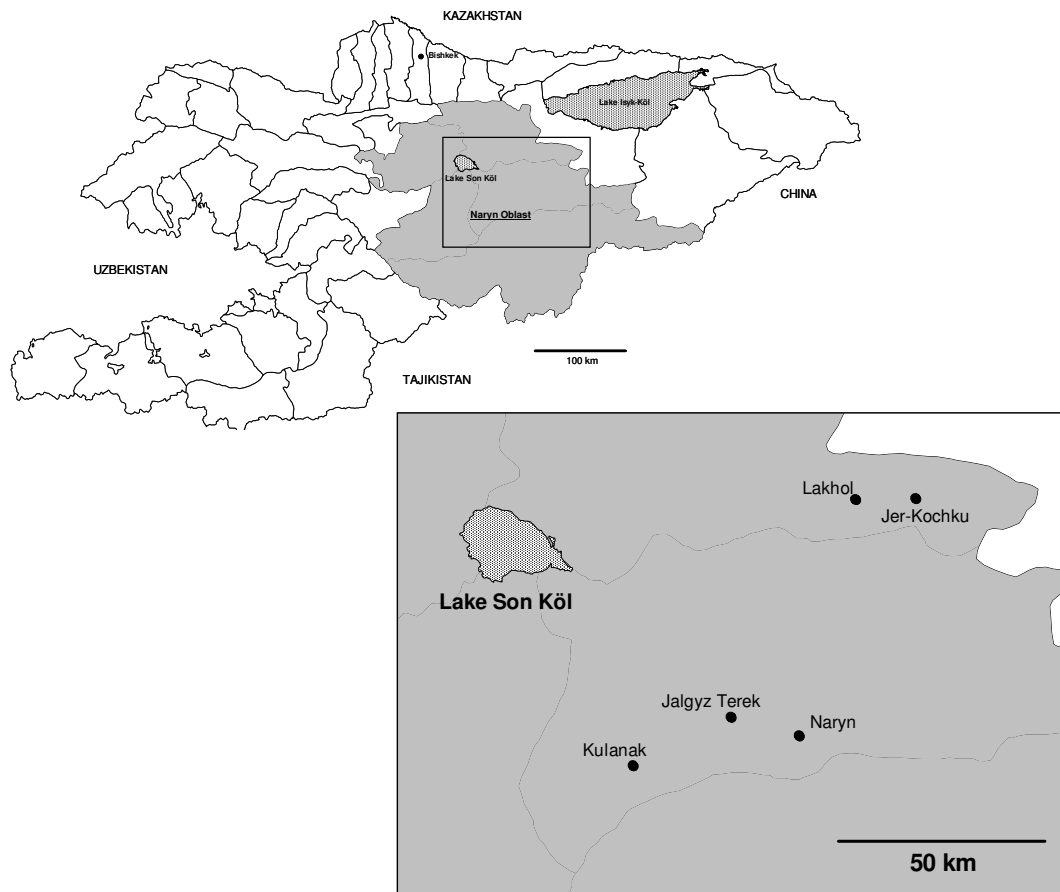 KAZAKHSTAN
Bishkek
Lake Isyk-Köl
Lake Son Köl
CHINA
Naryn Oblast
UZBEKISTAN
100 km
TAJIKISTAN
Lakhol
Jer-Kochku
Lake Son Köl
Jalgyz Terek
Naryn
Kulanak
50 km